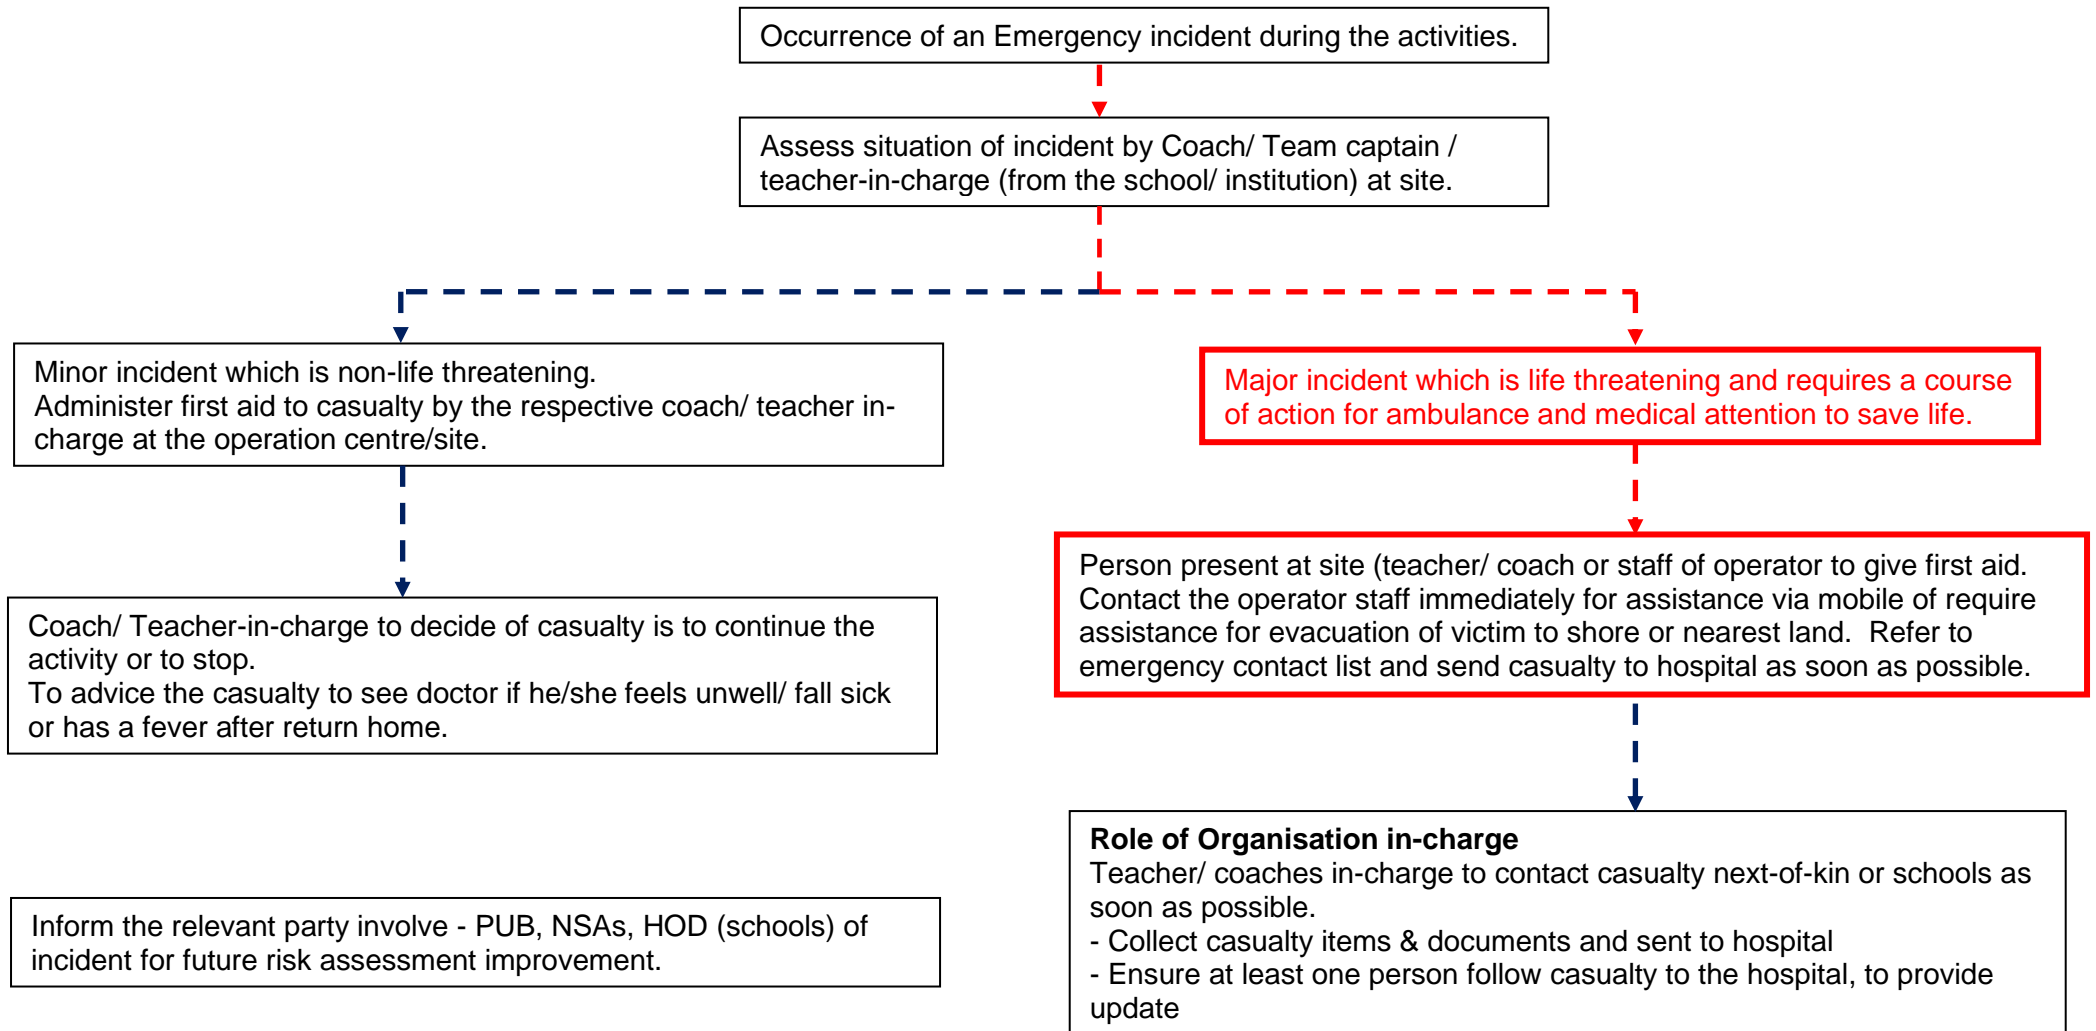 Occurrence of an Emergency incident during the activities.
Assess situation of incident by Coach/ Team captain /
teacher-in-charge (from the school/ institution) at site.
Minor incident which is non-life threatening.
Administer first aid to casualty by the respective coach/ teacher in-
charge at the operation centre/site.
Major incident which is life threatening and requires a course
of action for ambulance and medical attention to save life.
Coach/ Teacher-in-charge to decide of casualty is to continue the
activity or to stop.
To advice the casualty to see doctor if he/she feels unwell/ fall sick
or has a fever after return home.
Person present at site (teacher/ coach or staff of operator to give first aid.
Contact the operator staff immediately for assistance via mobile of require
assistance for evacuation of victim to shore or nearest land.  Refer to
emergency contact list and send casualty to hospital as soon as possible.
Inform the relevant party involve - PUB, NSAs, HOD (schools) of
incident for future risk assessment improvement.
Role of Organisation in-charge
Teacher/ coaches in-charge to contact casualty next-of-kin or schools as
soon as possible.
- Collect casualty items & documents and sent to hospital
- Ensure at least one person follow casualty to the hospital, to provide
update